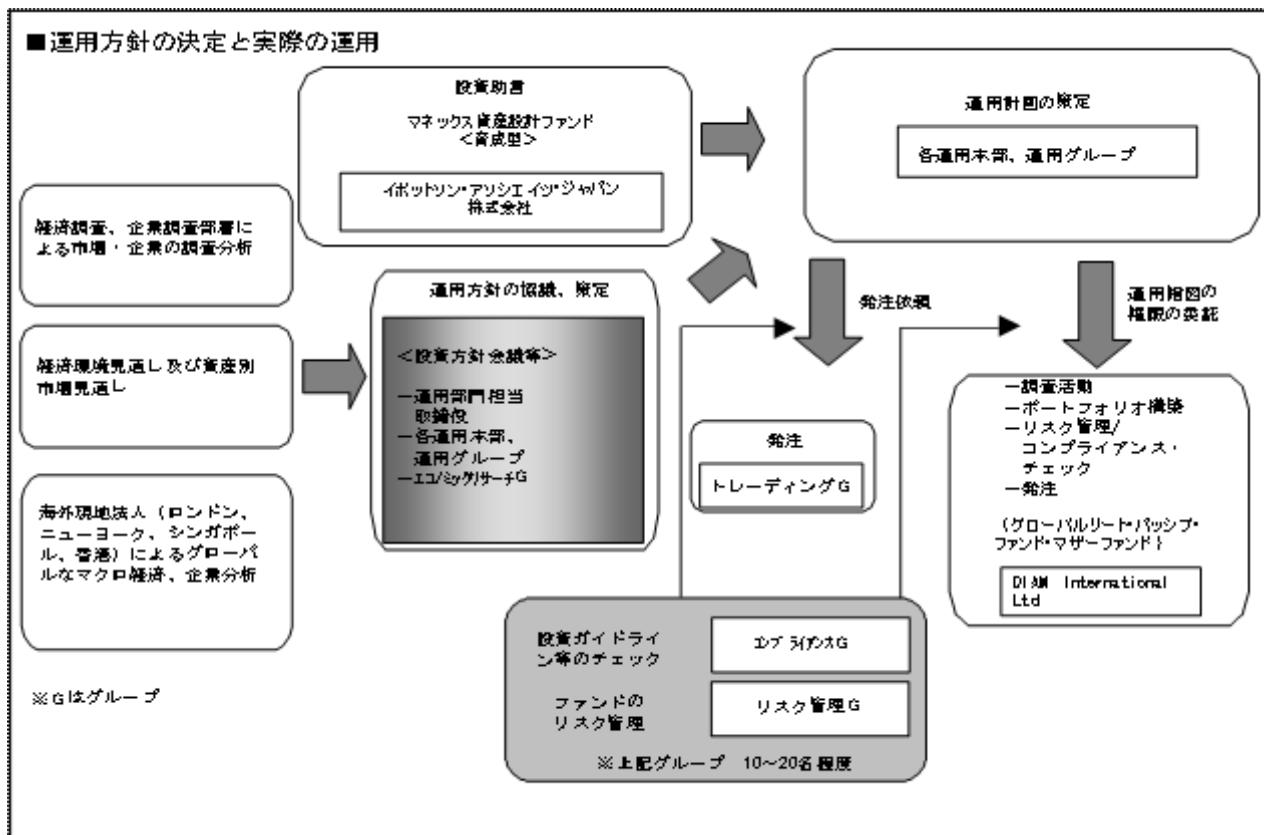 ■運用方針の決定と実際の運用
投資助言
マネックス資産設計ファンド
<育成型>
イボットソン・アソシエイツ・ジャパン
株式会社
運用計画の策定
各運用本部、運用グループ
経済調査、企業調査部署に
よる市場・企業の調査分析
経済環境見通し及び資産別
市場見通し
海外現地法人（ロンドン、
ニューヨーク、シンガポー
ル、香港）によるグローバ
ルなマクロ経済、企業分析
※Gはグループ
運用方針の協議、策定
<投資方針会議等>
－運用部門担当
取締役
－各運用本部、
運用グループ
－エコノミックリサーチG
発注依頼
発注
トレーディングG
運用指図の
権限の委託
－調査活動
－ポートフォリオ構築
－リスク管理/
コンプライアンス・
チェック
－発注
(グローバルリート・パッシブ・
ファンド・マザーファンド)
DIAM International
Ltd
投資ガイドライ
ン等のチェック
コンプライアンスG
ファンドの
リスク管理
リスク管理G
※上記グループ 10～20名程度